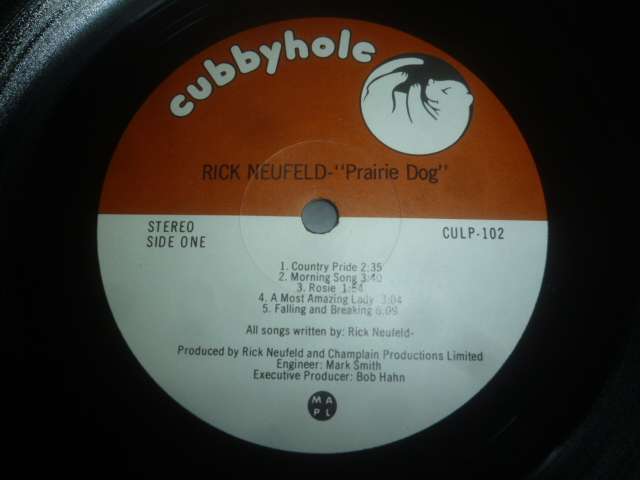 cubbyhole
RICK NEUFELD-"Prairie Dog"
STEREO
SIDE ONE
CULP-102
1. Country Pride 2:35
2. Morning Song 3:40
3. Rosie 1:54
4. A Most Amazing Lady 3:04
5. Falling and Breaking 6:09
All songs written by: Rick Neufeld-
Produced by Rick Neufeld and Champlain Productions Limited
Engineer: Mark Smith
Executive Producer: Bob Hahn
M A
P L